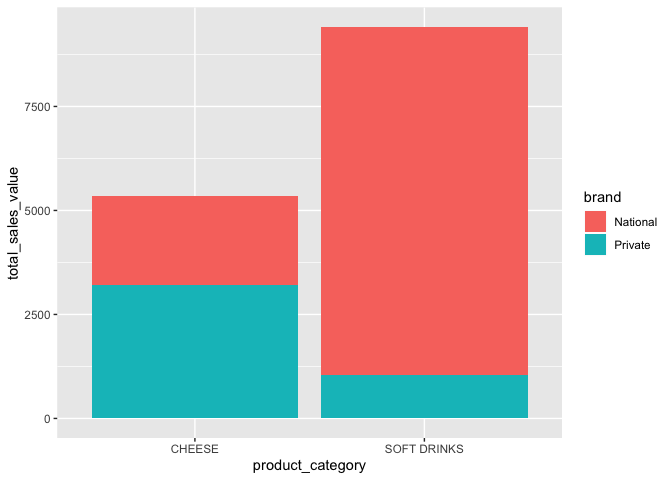 total_sales_value
7500
5000
2500
0
CHEESE
SOFT DRINKS
product_category
brand
National
Private